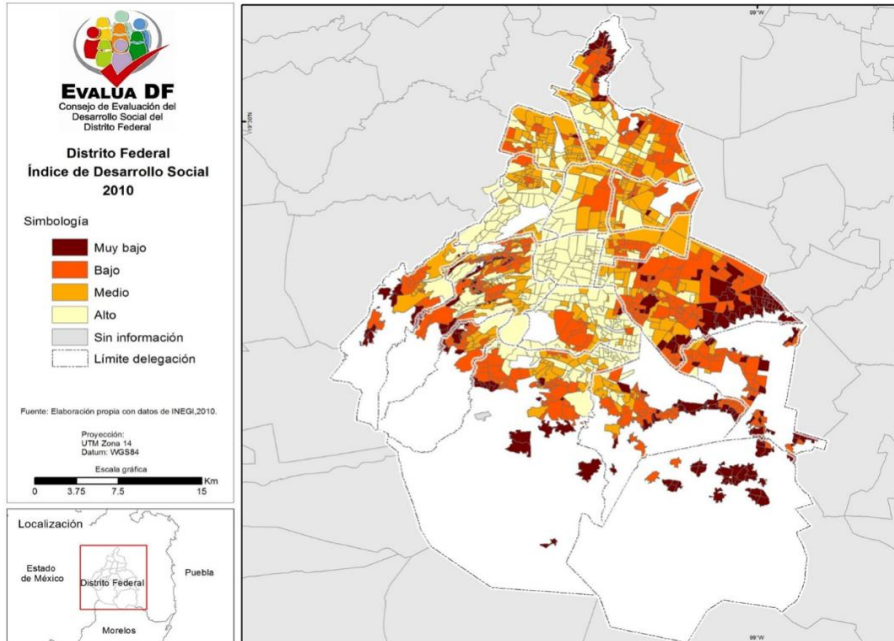 EVALÚA DF
Consejo de Evaluación del
Desarrollo Social del
Distrito Federal
Distrito Federal
Índice de Desarrollo Social
2010
Simbología
Muy bajo
Bajo
Medio
Alto
Sin información
Límite delegación
Fuente: Elaboración propia con datos de INEGI,2010.
Proyección:
UTM Zona 14
Datum: WGS84
Escala gráfica
Km
0 3.75 7.5 15
Localización
Estado
de México
Distrito Federal
Puebla
Morelos
99°W
99°W